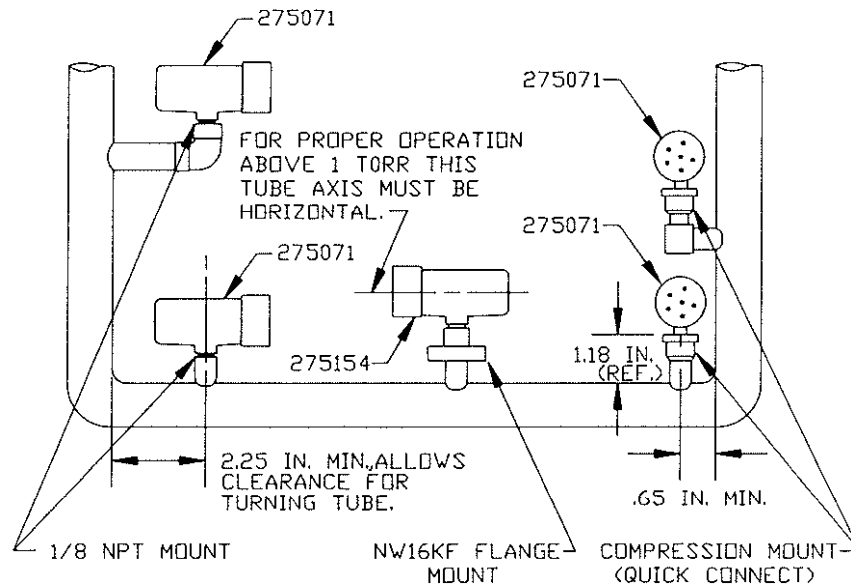 275071
275071
FOR PROPER OPERATION
ABOVE 1 TORR THIS
TUBE AXIS MUST BE
HORIZONTAL.
275071
275071
275154
1.18 IN.
(REF.)
2.25 IN. MIN.,ALLOWS
CLEARANCE FOR
TURNING TUBE.
.65 IN. MIN.
1/8 NPT MOUNT
NW16KF FLANGE
MOUNT
COMPRESSION MOUNT
(QUICK CONNECT)